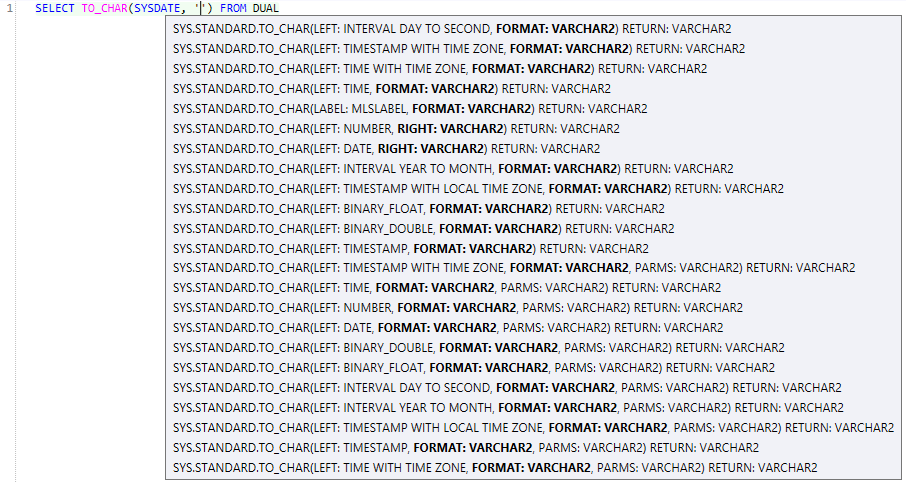 1 SELECT TO_CHAR(SYSDATE, '') FROM DUAL
SYS.STANDARD.TO_CHAR(LEFT: INTERVAL DAY TO SECOND, FORMAT: VARCHAR2) RETURN: VARCHAR2
SYS.STANDARD.TO_CHAR(LEFT: TIMESTAMP WITH TIME ZONE, FORMAT: VARCHAR2) RETURN: VARCHAR2
SYS.STANDARD.TO_CHAR(LEFT: TIME WITH TIME ZONE, FORMAT: VARCHAR2) RETURN: VARCHAR2
SYS.STANDARD.TO_CHAR(LEFT: TIME, FORMAT: VARCHAR2) RETURN: VARCHAR2
SYS.STANDARD.TO_CHAR(LABEL: MLSLABEL, FORMAT: VARCHAR2) RETURN: VARCHAR2
SYS.STANDARD.TO_CHAR(LEFT: NUMBER, RIGHT: VARCHAR2) RETURN: VARCHAR2
SYS.STANDARD.TO_CHAR(LEFT: DATE, RIGHT: VARCHAR2) RETURN: VARCHAR2
SYS.STANDARD.TO_CHAR(LEFT: INTERVAL YEAR TO MONTH, FORMAT: VARCHAR2) RETURN: VARCHAR2
SYS.STANDARD.TO_CHAR(LEFT: TIMESTAMP WITH LOCAL TIME ZONE, FORMAT: VARCHAR2) RETURN: VARCHAR2
SYS.STANDARD.TO_CHAR(LEFT: BINARY_FLOAT, FORMAT: VARCHAR2) RETURN: VARCHAR2
SYS.STANDARD.TO_CHAR(LEFT: BINARY_DOUBLE, FORMAT: VARCHAR2) RETURN: VARCHAR2
SYS.STANDARD.TO_CHAR(LEFT: TIMESTAMP, FORMAT: VARCHAR2) RETURN: VARCHAR2
SYS.STANDARD.TO_CHAR(LEFT: TIMESTAMP WITH TIME ZONE, FORMAT: VARCHAR2, PARMS: VARCHAR2) RETURN: VARCHAR2
SYS.STANDARD.TO_CHAR(LEFT: TIME, FORMAT: VARCHAR2, PARMS: VARCHAR2) RETURN: VARCHAR2
SYS.STANDARD.TO_CHAR(LEFT: NUMBER, FORMAT: VARCHAR2, PARMS: VARCHAR2) RETURN: VARCHAR2
SYS.STANDARD.TO_CHAR(LEFT: DATE, FORMAT: VARCHAR2, PARMS: VARCHAR2) RETURN: VARCHAR2
SYS.STANDARD.TO_CHAR(LEFT: BINARY_DOUBLE, FORMAT: VARCHAR2, PARMS: VARCHAR2) RETURN: VARCHAR2
SYS.STANDARD.TO_CHAR(LEFT: BINARY_FLOAT, FORMAT: VARCHAR2, PARMS: VARCHAR2) RETURN: VARCHAR2
SYS.STANDARD.TO_CHAR(LEFT: INTERVAL DAY TO SECOND, FORMAT: VARCHAR2, PARMS: VARCHAR2) RETURN: VARCHAR2
SYS.STANDARD.TO_CHAR(LEFT: INTERVAL YEAR TO MONTH, FORMAT: VARCHAR2, PARMS: VARCHAR2) RETURN: VARCHAR2
SYS.STANDARD.TO_CHAR(LEFT: TIMESTAMP WITH LOCAL TIME ZONE, FORMAT: VARCHAR2, PARMS: VARCHAR2) RETURN: VARCHAR2
SYS.STANDARD.TO_CHAR(LEFT: TIMESTAMP, FORMAT: VARCHAR2, PARMS: VARCHAR2) RETURN: VARCHAR2
SYS.STANDARD.TO_CHAR(LEFT: TIME WITH TIME ZONE, FORMAT: VARCHAR2, PARMS: VARCHAR2) RETURN: VARCHAR2